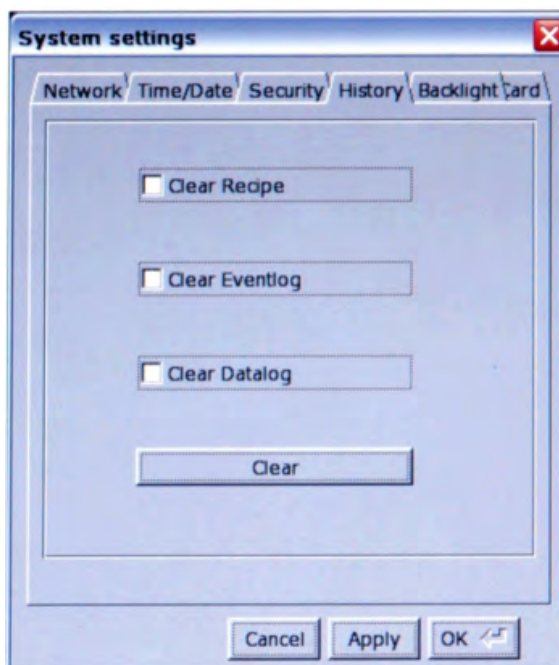 System settings
Network Time/Date Security History Backlight
Clear Recipe
Clear Eventlog
Clear Datalog
Clear
Cancel Apply OK